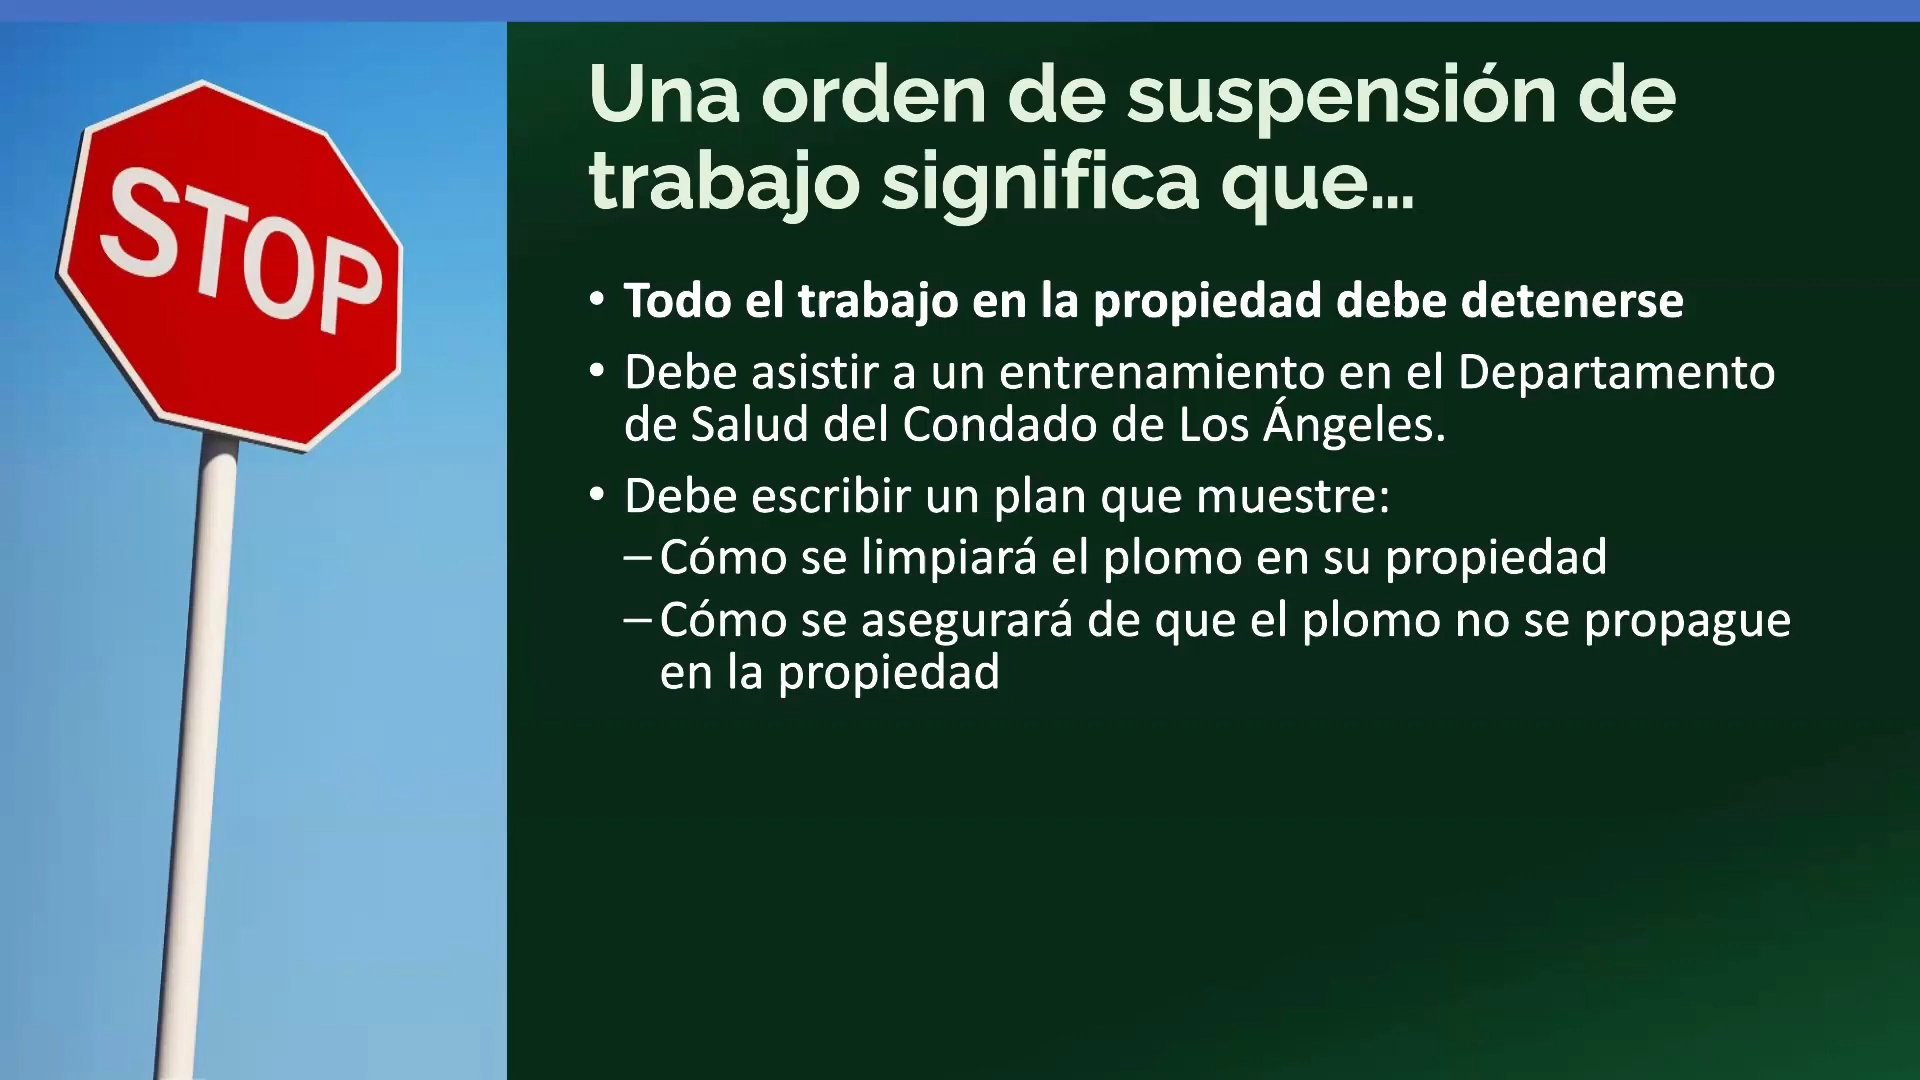 STOP
Una orden de suspensión de
trabajo significa que…
• Todo el trabajo en la propiedad debe detenerse
• Debe asistir a un entrenamiento en el Departamento
de Salud del Condado de Los Ángeles.
• Debe escribir un plan que muestre:
– Cómo se limpiará el plomo en su propiedad
– Cómo se asegurará de que el plomo no se propague
en la propiedad